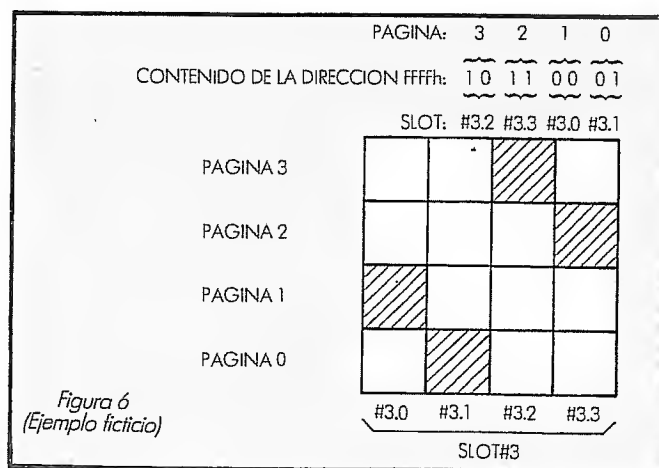 PAGINA: 3 2 1 0
CONTENIDO DE LA DIRECCION FFFFh: 10 11 00 01
SLOT: #3.2 #3.3 #3.0 #3.1
PAGINA 3
PAGINA 2
PAGINA 1
PAGINA 0
#3.0 #3.1 #3.2 #3.3
SLOT#3
Figura 6
(Ejemplo ficticio)